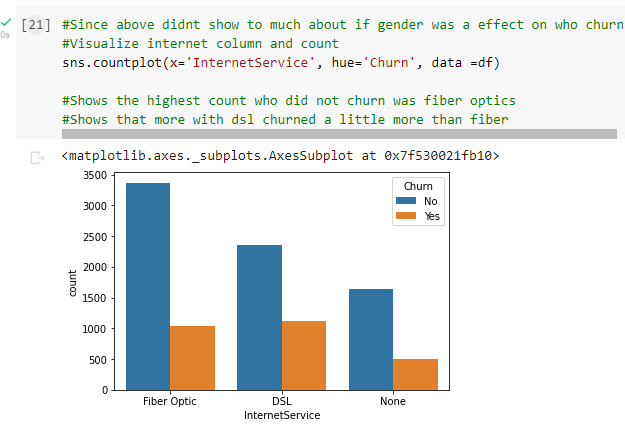 [21] #Since above didnt show to much about if gender was a effect on who churn
0s
#Visualize internet column and count
sns.countplot(x='InternetService', hue='Churn', data =df)
#Shows the highest count who did not churn was fiber optics
#Shows that more with dsl churned a little more than fiber
<matplotlib.axes._subplots.AxesSubplot at 0x7f530021fb10>
3500
3000
2500
2000
1500
1000
500
0
count
Churn
No
Yes
Fiber Optic DSL None
InternetService